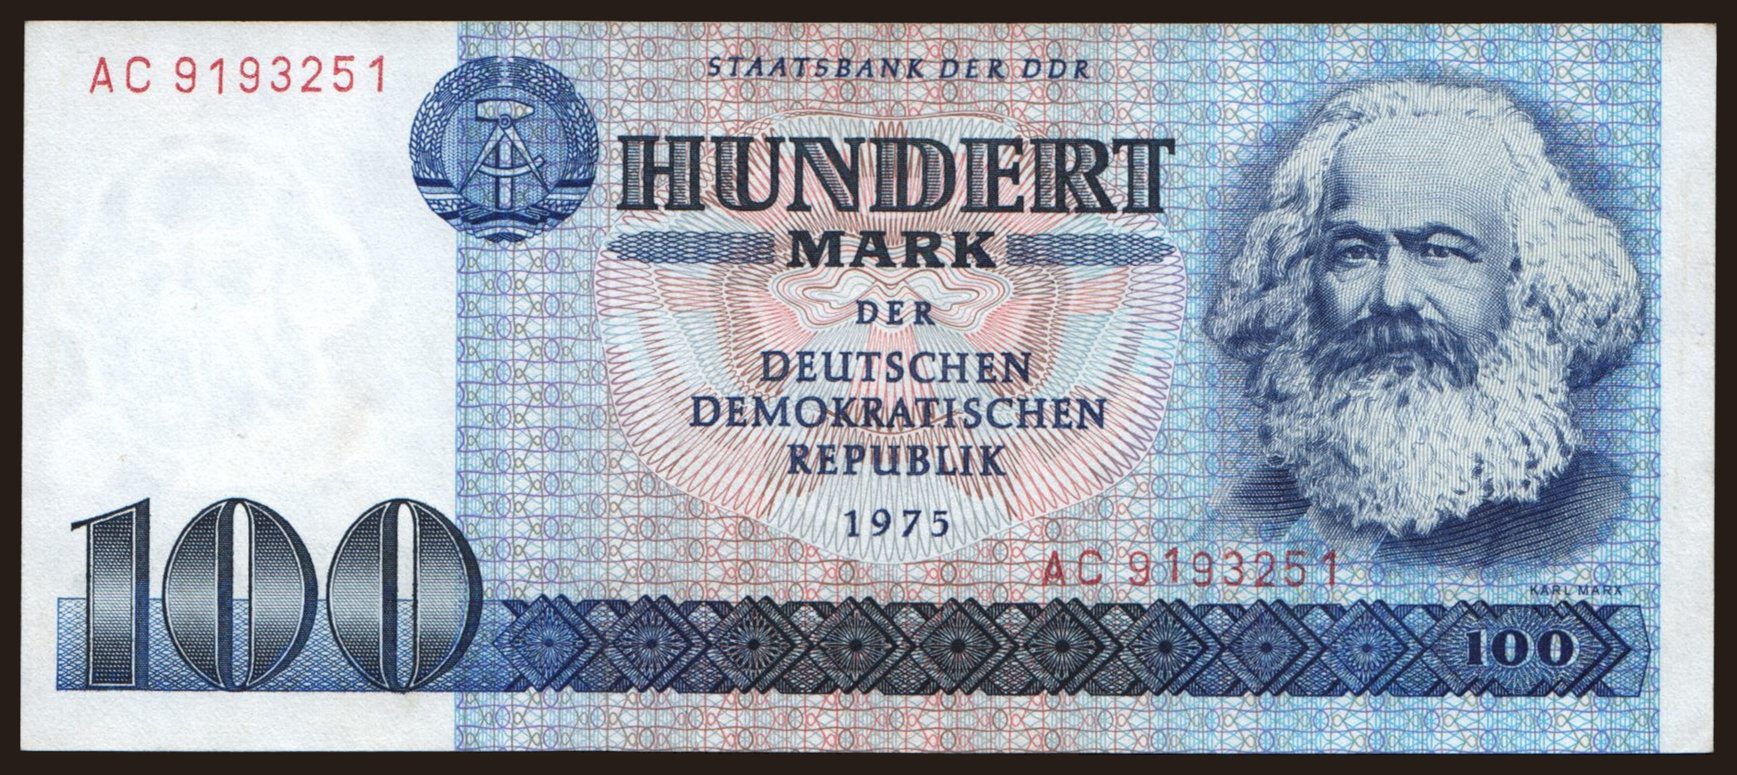 AC 9193251
STAATSBANK DER DDR
HUNDERT
MARK
DER
DEUTSCHEN
DEMOKRATISCHEN
REPUBLIK
1975
AC 9193251
KARL MARX
100
100